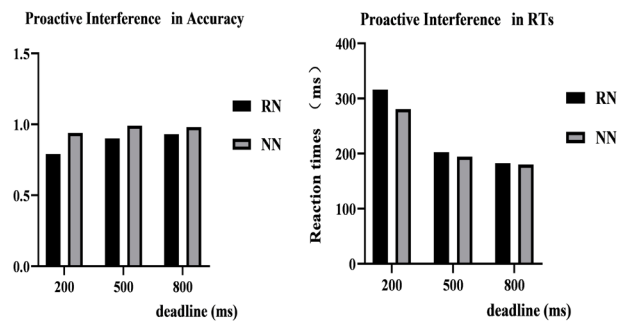 Proactive Interference in Accuracy
1.5
1.0
0.5
0.0
200 500 800
deadline (ms)
RN
NN
Proactive Interference in RTs
Reaction times （ms）
400
300
200
100
0
200 500 800
deadline (ms)
RN
NN